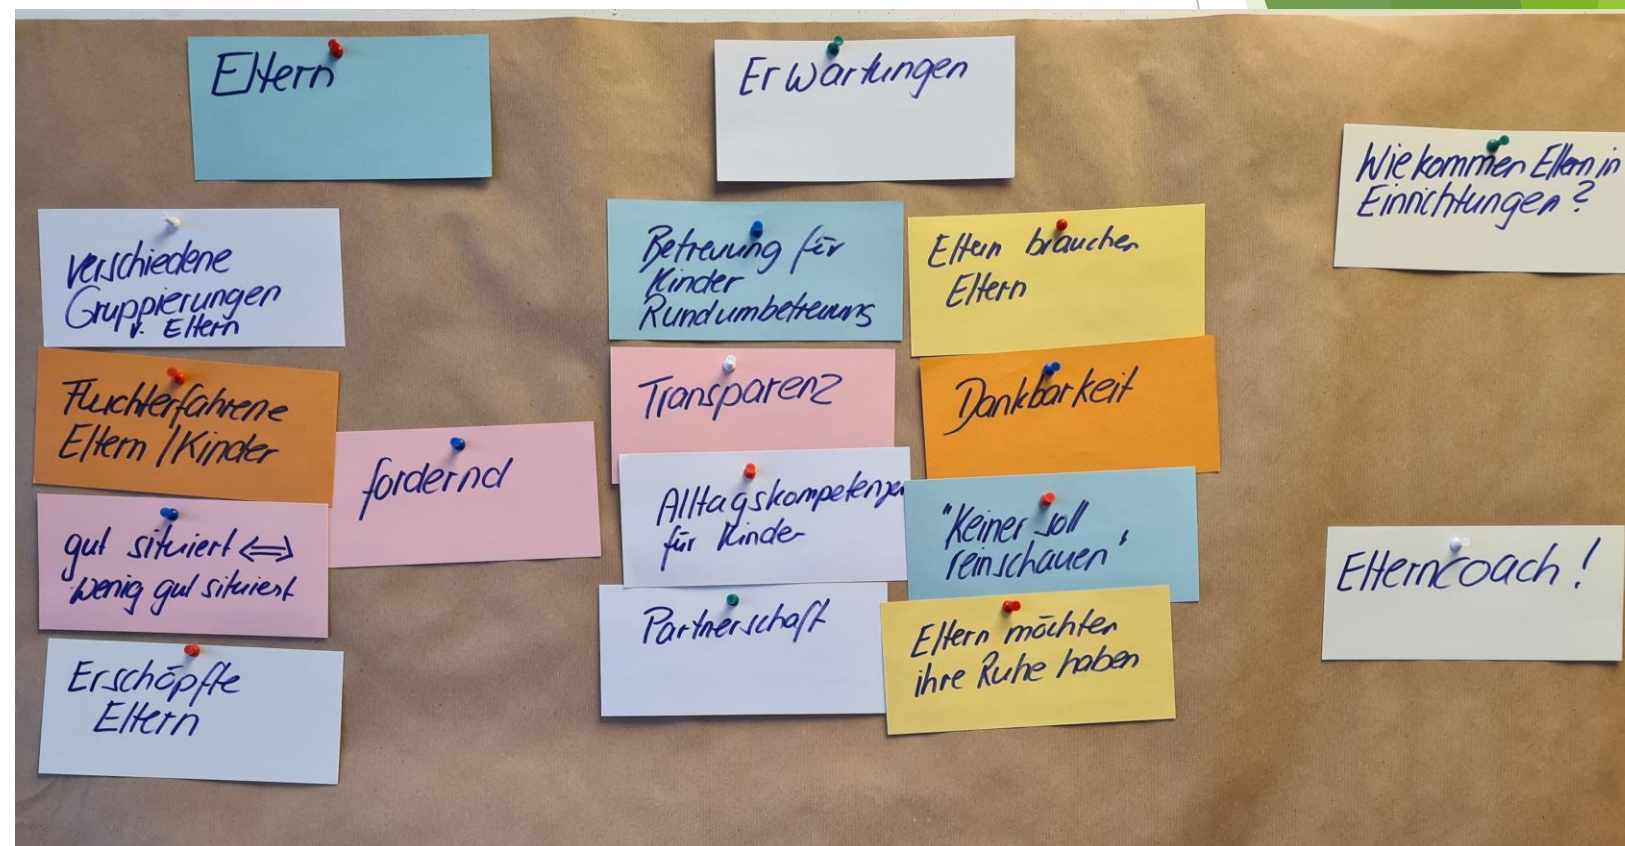 Eltern
verschiedene
Gruppierungen
v. Eltern
Fluchterfahrene
Eltern / Kinder
fordernd
gut situiert <=>
wenig gut situiert
Erschöpfte
Eltern
Erwartungen
Betreuung für
Kinder
Rundumbetreuung
Transparenz
Alltagskompetenzen
für Kinder
Partnerschaft
Eltern brauchen
Eltern
Dankbarkeit
"Keiner soll
reinschauen"
Eltern möchten
ihre Ruhe haben
Wie kommen Eltern in
Einrichtungen?
Elterncoach!